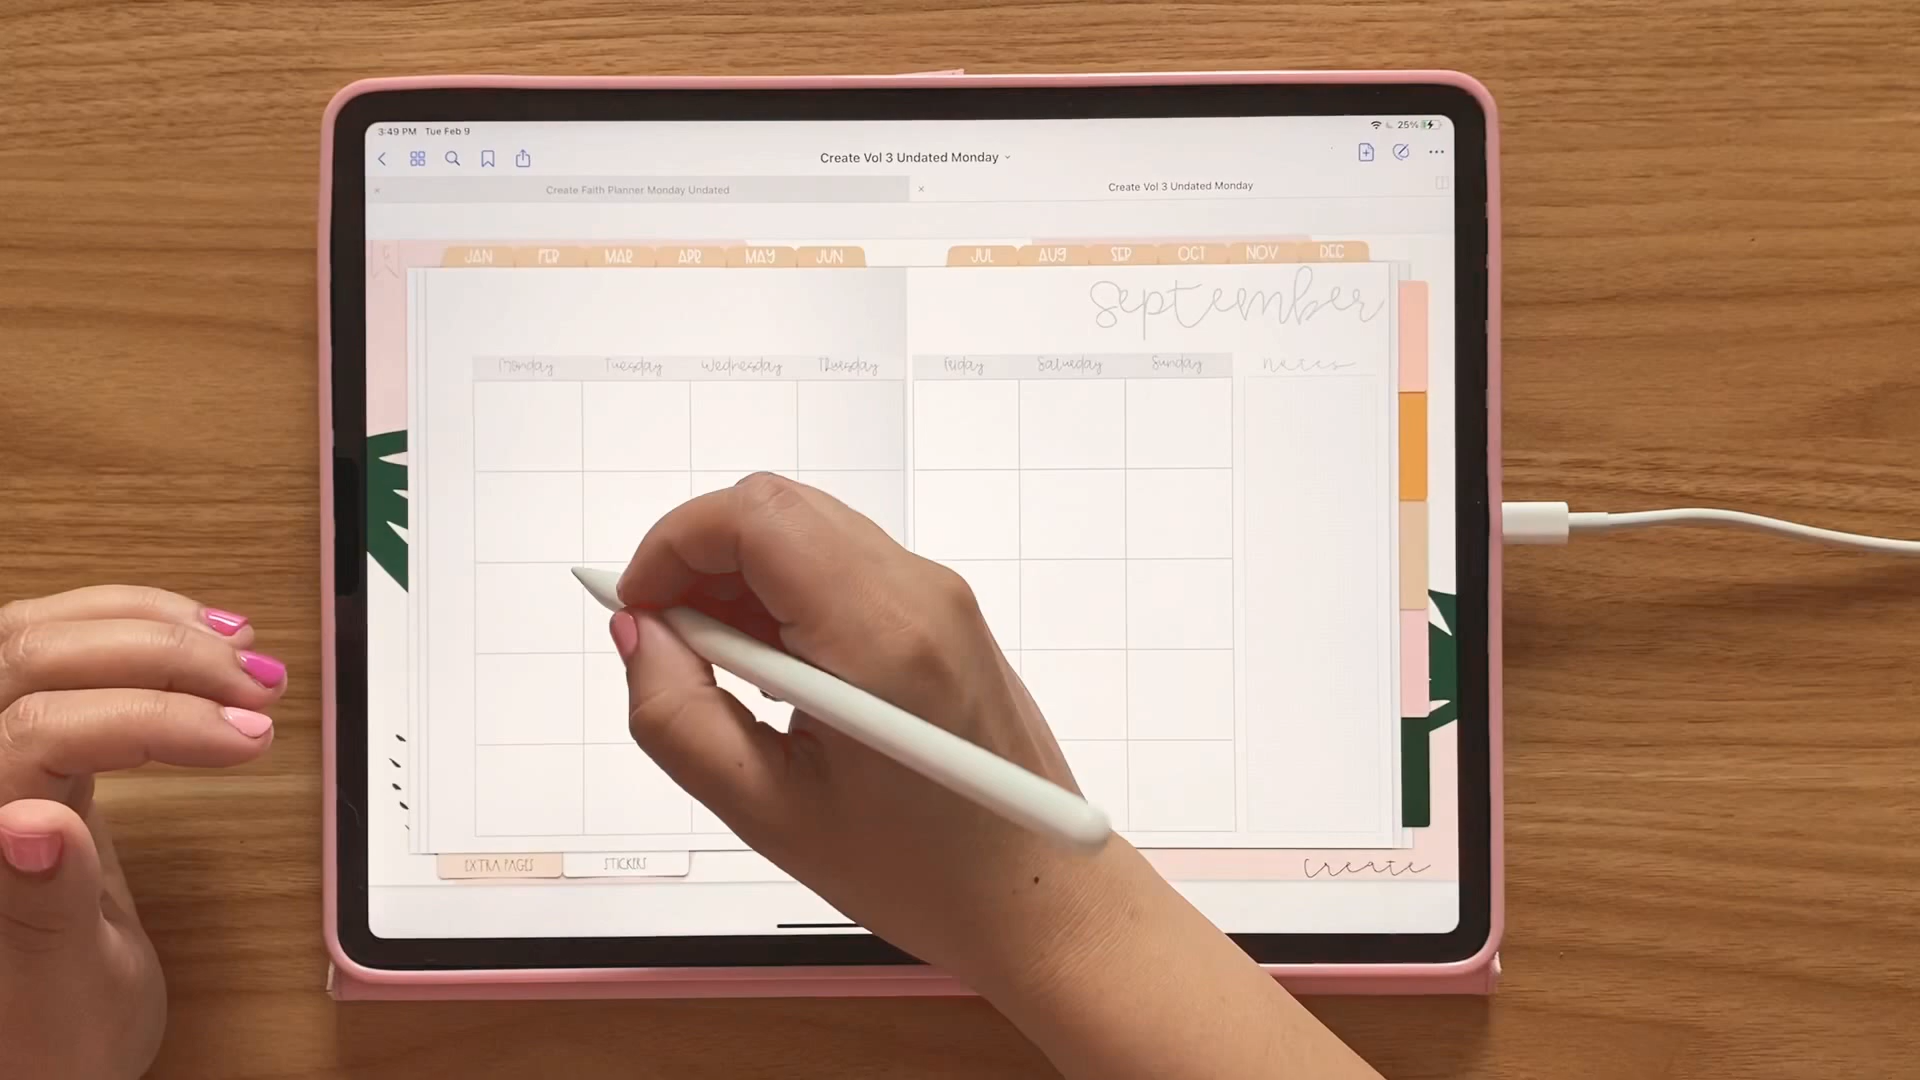 3:49 PM Tue Feb 9
25%
Create Vol 3 Undated Monday
Create Faith Planner Monday Undated
Create Vol 3 Undated Monday
JAN FEB MAR APR MAY JUN JUL AUG SEP OCT NOV DEC
September
Monday Tuesday Wednesday Thursday Friday Saturday Sunday notes
EXTRA PAGES STICKERS
create